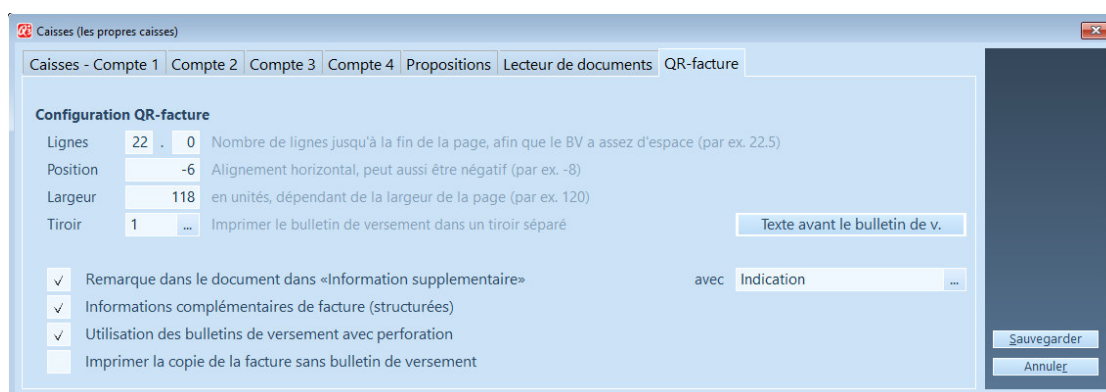 Caisses (les propres caisses)
Caisses - Compte 1 Compte 2 Compte 3 Compte 4 Propositions Lecteur de documents QR-facture
Configuration QR-facture
Lignes 22 . 0 Nombre de lignes jusqu'à la fin de la page, afin que le BV a assez d'espace (par ex. 22.5)
Position -6 Alignement horizontal, peut aussi être négatif (par ex. -8)
Largeur 118 en unités, dépendant de la largeur de la page (par ex. 120)
Tiroir 1 ... Imprimer le bulletin de versement dans un tiroir séparé Texte avant le bulletin de v.
Remarque dans le document dans «Information supplementaire» avec Indication ...
Informations complémentaires de facture (structurées)
Utilisation des bulletins de versement avec perforation
Imprimer la copie de la facture sans bulletin de versement
Sauvegarder
Annuler